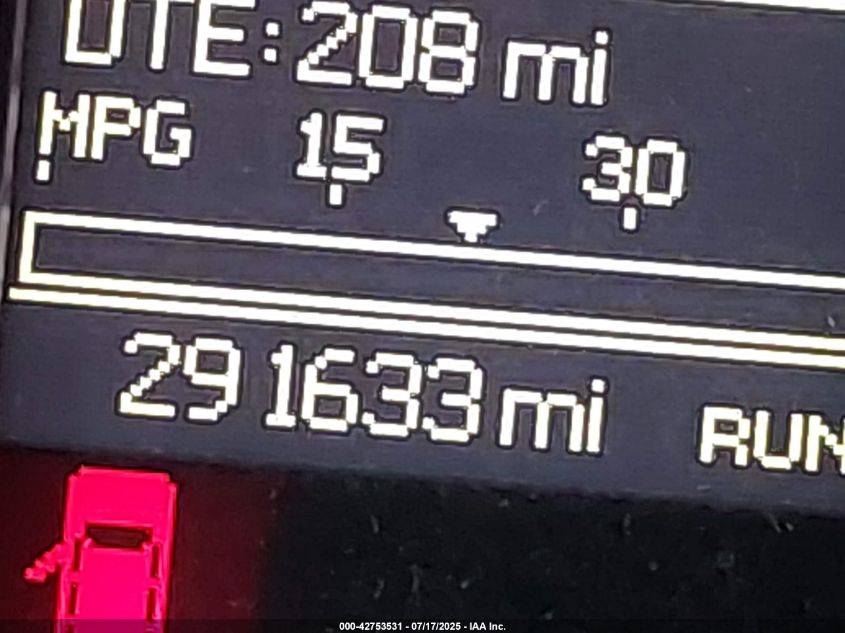 DTE:208 mi
MPG 15 30
291633 mi RUN
000-42753531 - 07/17/2025 - IAA Inc.